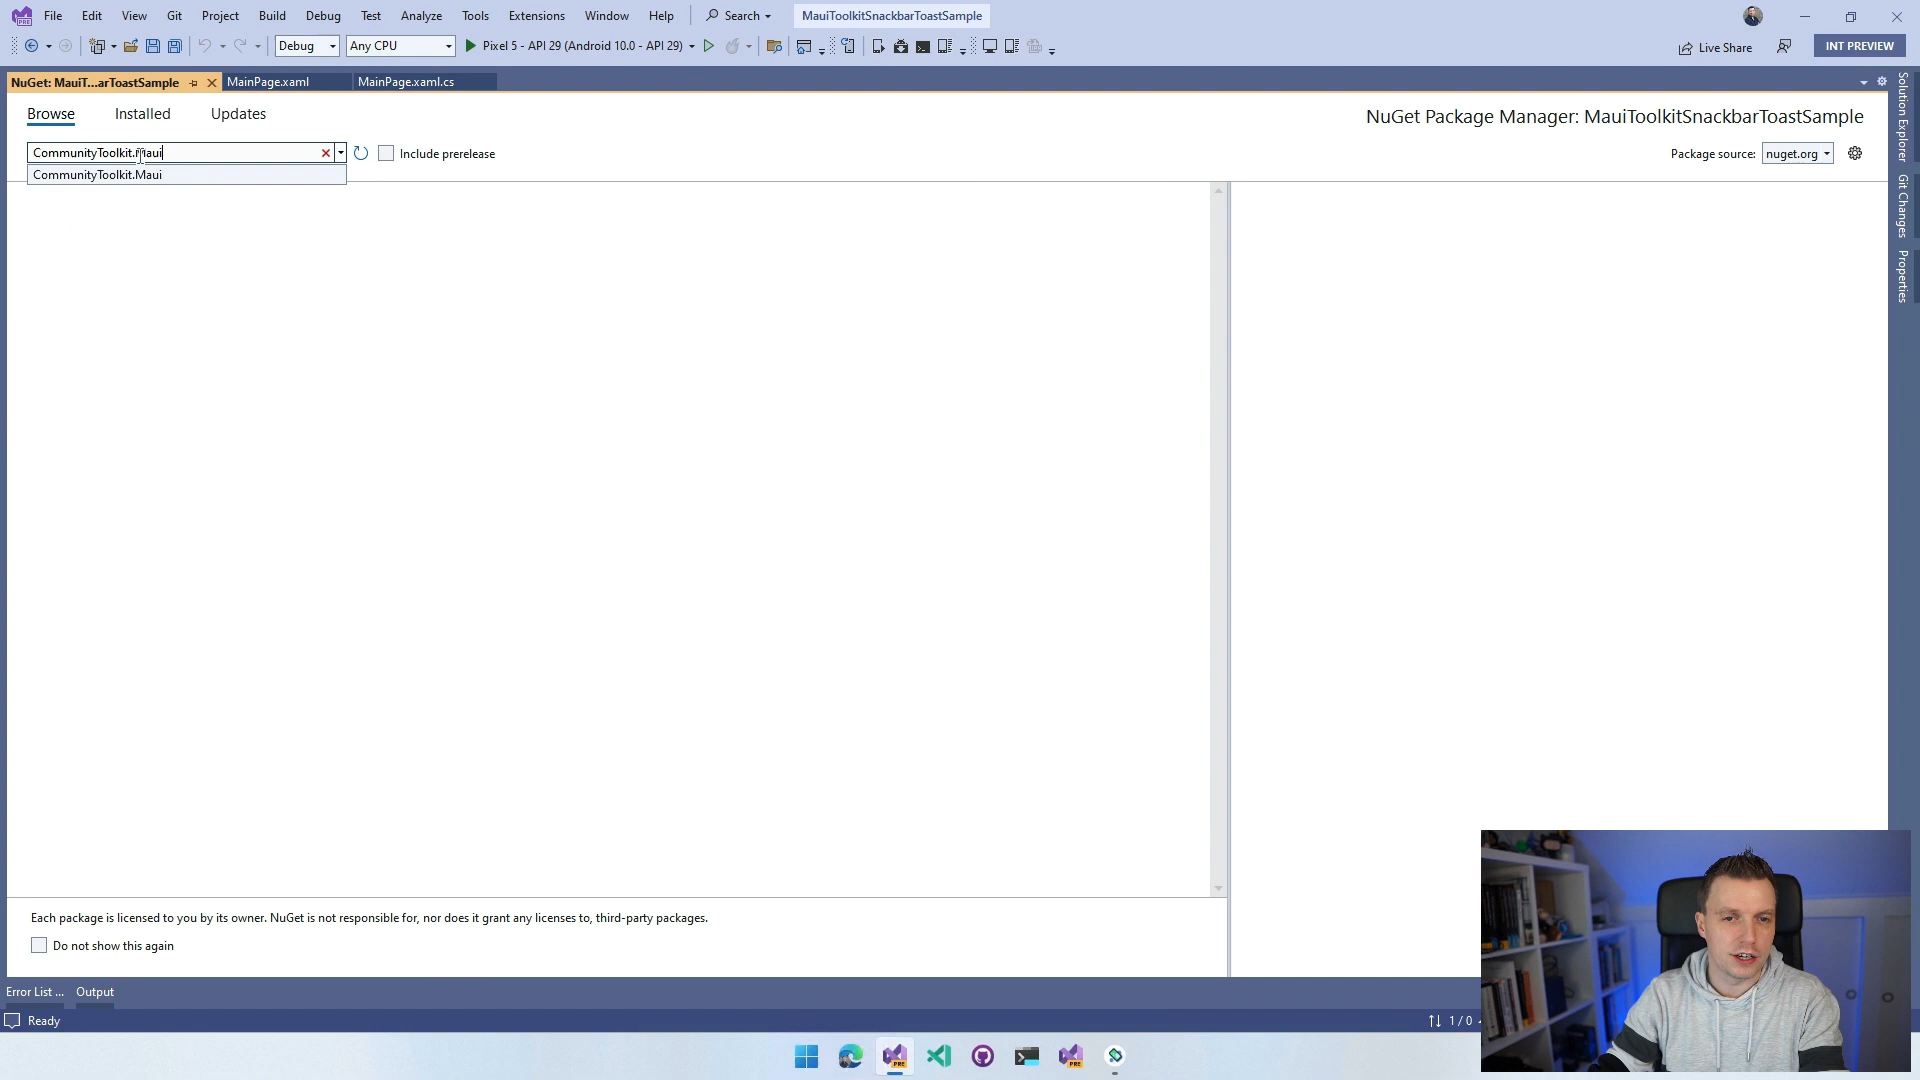 File Edit View Git Project Build Debug Test Analyze Tools Extensions Window Help Search MauiToolkitSnackbarToastSample
Debug Any CPU Pixel 5 - API 29 (Android 10.0 - API 29) Live Share INT PREVIEW
NuGet: MauiT...arToastSample MainPage.xaml MainPage.xaml.cs
Browse Installed Updates
NuGet Package Manager: MauiToolkitSnackbarToastSample
CommunityToolkit.Maui Include prerelease Package source: nuget.org
CommunityToolkit.Maui
Solution Explorer
Git Changes
Properties
Each package is licensed to you by its owner. NuGet is not responsible for, nor does it grant any licenses to, third-party packages.
Do not show this again
Error List ... Output
Ready 1 / 0
PRE PRE